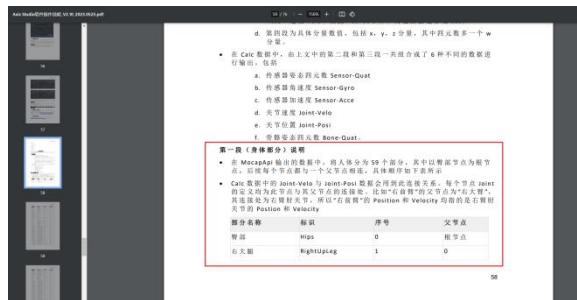 Axis Studio软件操作说明_V2.10_2023.0523.pdf
58 / 76
150%
d. 第四段为具体分量数值，包括 x，y，z 分量，其中四元数多一个 w
分量。
• 在 Calc 数据中，由上文中的第二段和第三段一共组合成了 6 种不同的数据进
行输出，包括
a. 传感器姿态四元数 Sensor-Quat
b. 传感器角速度 Sensor-Gyro
c. 传感器加速度 Sensor-Acce
d. 关节速度 Joint-Velo
e. 关节位置 Joint-Posi
f. 骨骼姿态四元数 Bone-Quat。
第一段（身体部分）说明
• 在 MocapApi 输出的数据中，将人体分为 59 个部分，其中以臀部节点为根节
点，后续每个节点都与一个父节点相连，具体顺序如下表所示
• Calc 数据中的 Joint-Velo 与 Joint-Posi 数据会用到此连接关系。每个节点 Joint
的定义均为此节点与其父节点的连接处。比如“右前臂”的父节点为“右大臂”，
其连接处为右臂肘关节，所以“右前臂”的 Position 和 Velocity 均指的是右臂肘
关节的 Postion 和 Velocity
部分名称 标识 序号 父节点
臀部 Hips 0 根节点
右大腿 RightUpLeg 1 0
58
56
57
58
59